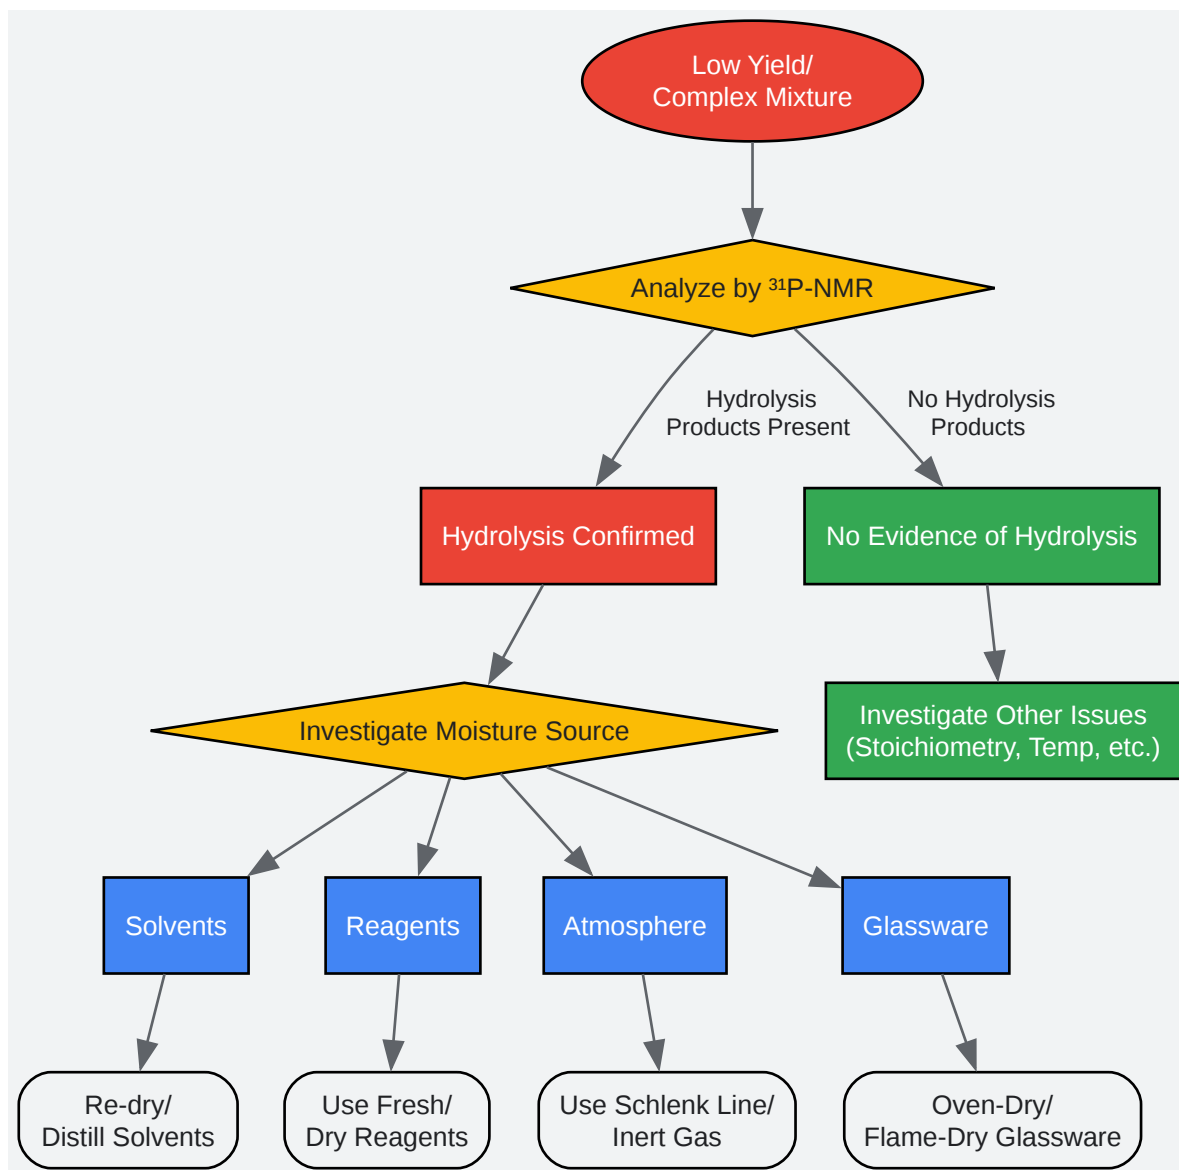 Low Yield/
Complex Mixture
Analyze by ³¹P-NMR
Hydrolysis
Products Present
No Hydrolysis
Products
Hydrolysis Confirmed
No Evidence of Hydrolysis
Investigate Moisture Source
Investigate Other Issues
(Stoichiometry, Temp, etc.)
Solvents
Reagents
Atmosphere
Glassware
Re-dry/
Distill Solvents
Use Fresh/
Dry Reagents
Use Schlenk Line/
Inert Gas
Oven-Dry/
Flame-Dry Glassware